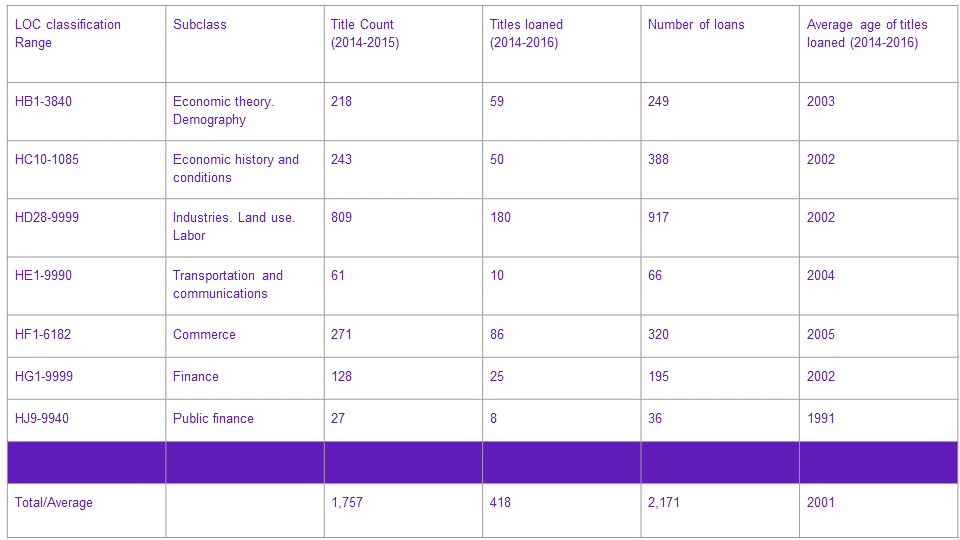 LOC classification Range
Subclass
Title Count (2014-2015)
Titles loaned (2014-2016)
Number of loans
Average age of titles loaned (2014-2016)
HB1-3840
Economic theory. Demography
218
59
249
2003
HC10-1085
Economic history and conditions
243
50
388
2002
HD28-9999
Industries. Land use. Labor
809
180
917
2002
HE1-9990
Transportation and communications
61
10
66
2004
HF1-6182
Commerce
271
86
320
2005
HG1-9999
Finance
128
25
195
2002
HJ9-9940
Public finance
27
8
36
1991
Total/Average
1,757
418
2,171
2001